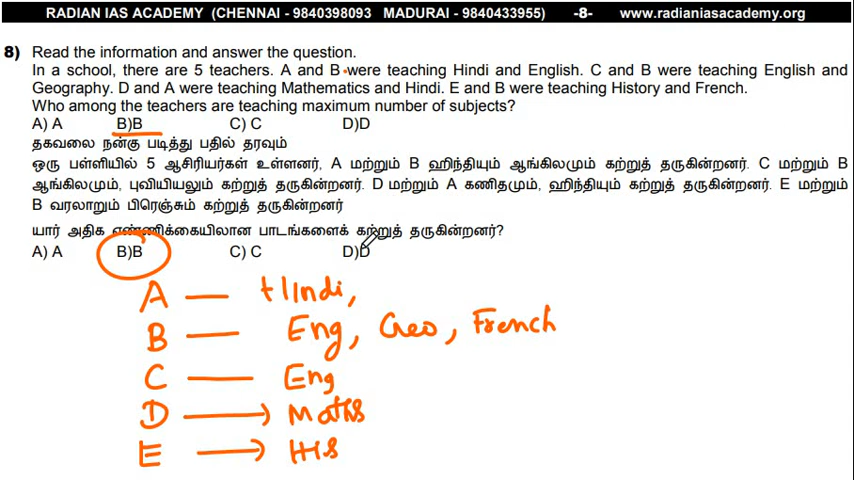 RADIAN IAS ACADEMY (CHENNAI - 9840398093 MADURAI - 9840433955) -8- www.radianiasacademy.org
8) Read the information and answer the question.
In a school, there are 5 teachers. A and B were teaching Hindi and English. C and B were teaching English and
Geography. D and A were teaching Mathematics and Hindi. E and B were teaching History and French.
Who among the teachers are teaching maximum number of subjects?
A) A B)B C) C D)D
தகவலை நன்கு படித்து பதில் தரவும்
ஒரு பள்ளியில் 5 ஆசிரியர்கள் உள்ளனர், A மற்றும் B ஹிந்தியும் ஆங்கிலமும் கற்றுத் தருகின்றனர். C மற்றும் B
ஆங்கிலமும், புவியியலும் கற்றுத் தருகின்றனர். D மற்றும் A கணிதமும், ஹிந்தியும் கற்றுத் தருகின்றனர். E மற்றும்
B வரலாறும் பிரெஞ்சும் கற்றுத் தருகின்றனர்
யார் அதிக எண்ணிக்கையிலான பாடங்களைக் கற்றுத் தருகின்றனர்?
A) A B)B C) C D)D
A — HIndi,
B — Eng, Geo, French
C — Eng
D → Maths
E → HIS